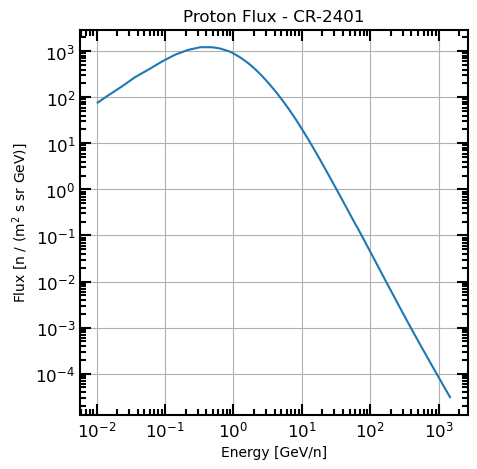 Proton Flux - CR-2401
Flux [n / (m² s sr GeV)]
10³
10²
10¹
10⁰
10⁻¹
10⁻²
10⁻³
10⁻⁴
10⁻² 10⁻¹ 10⁰ 10¹ 10² 10³
Energy [GeV/n]